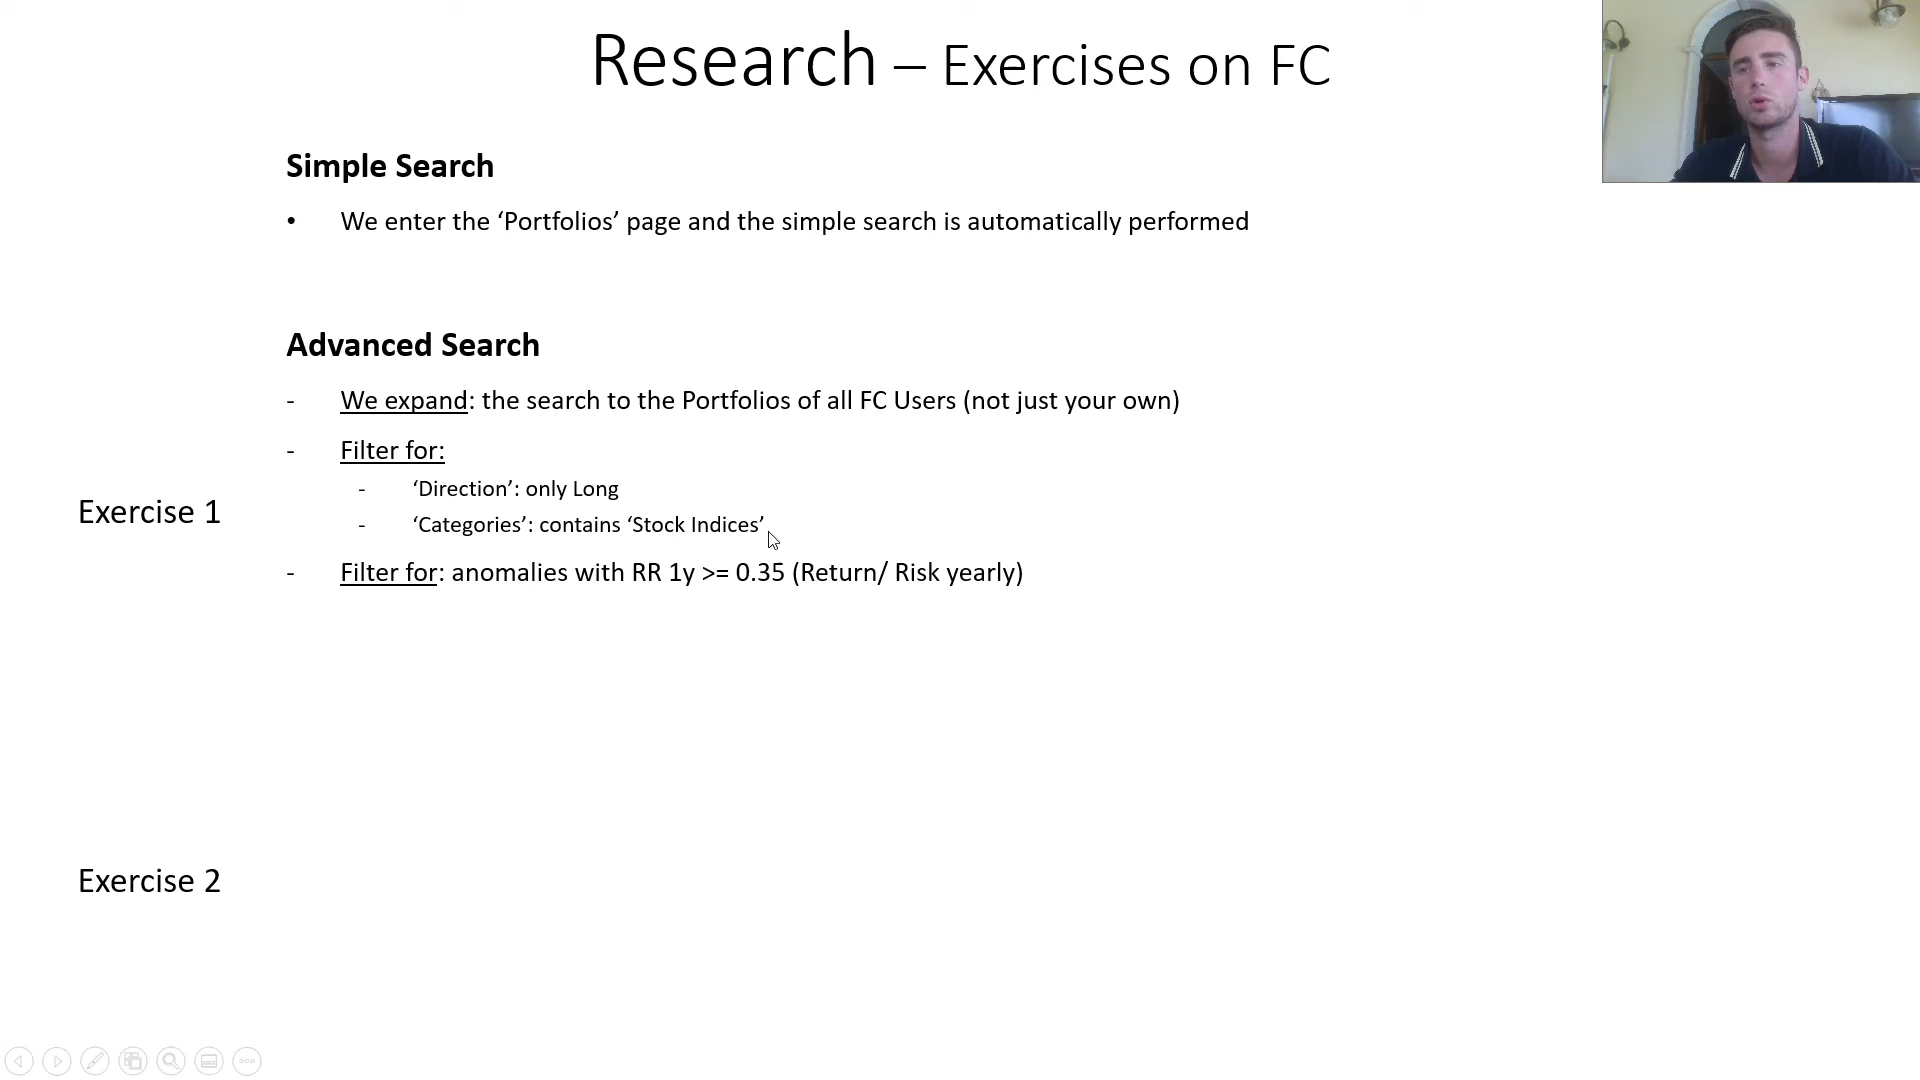 Research – Exercises on FC
Simple Search
• We enter the ‘Portfolios’ page and the simple search is automatically performed
Advanced Search
- We expand: the search to the Portfolios of all FC Users (not just your own)
- Filter for:
- ‘Direction’: only Long
Exercise 1
- ‘Categories’: contains ‘Stock Indices’
- Filter for: anomalies with RR 1y >= 0.35 (Return/ Risk yearly)
Exercise 2